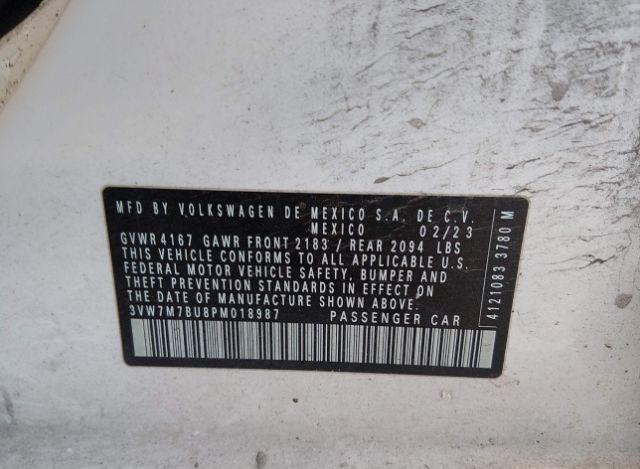 MFD BY VOLKSWAGEN DE MEXICO S.A. DE C.V.
MEXICO 02/23
GVWR 4167 GAWR FRONT 2183 / REAR 2094 LBS
THIS VEHICLE CONFORMS TO ALL APPLICABLE U.S.
FEDERAL MOTOR VEHICLE SAFETY, BUMPER AND
THEFT PREVENTION STANDARDS IN EFFECT ON
THE DATE OF MANUFACTURE SHOWN ABOVE.
3VW7M7BU8PM018987 PASSENGER CAR
4121083 3780 M